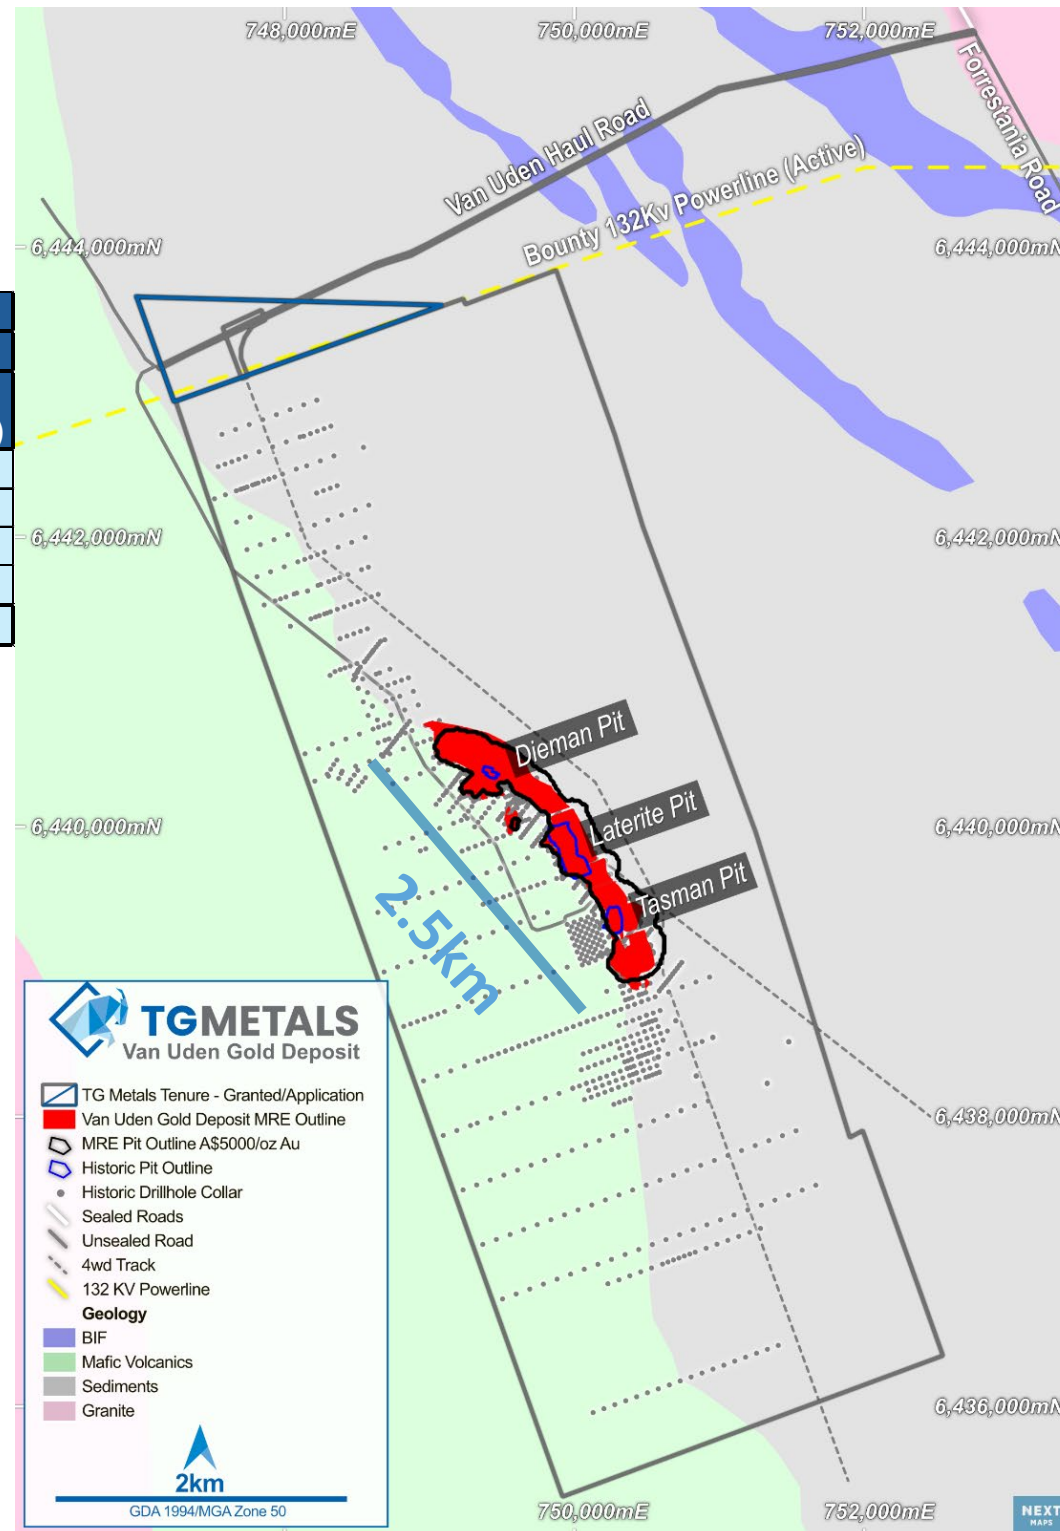 748,000mE
750,000mE
752,000mE
Forrestania Road
Van Uden Haul Road
Bounty 132Kv Powerline (Active)
6,444,000mN
6,444,000mN
)
6,442,000mN
6,442,000mN
Dieman Pit
Laterite Pit
6,440,000mN
6,440,000mN
Tasman Pit
2.5km
TGMETALS
Van Uden Gold Deposit
TG Metals Tenure - Granted/Application
Van Uden Gold Deposit MRE Outline
MRE Pit Outline A$5000/oz Au
Historic Pit Outline
Historic Drillhole Collar
Sealed Roads
Unsealed Road
4wd Track
132 KV Powerline
Geology
BIF
Mafic Volcanics
Sediments
Granite
2km
GDA 1994/MGA Zone 50
6,438,000mN
6,436,000mN
750,000mE
752,000mE
NEXT
MAPS